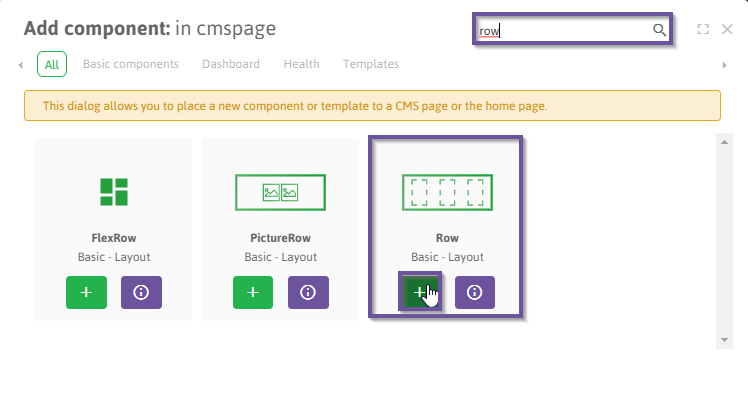 Add component: in cmspage
row
All
Basic components
Dashboard
Health
Templates
This dialog allows you to place a new component or template to a CMS page or the home page.
FlexRow
Basic - Layout
PictureRow
Basic - Layout
Row
Basic - Layout